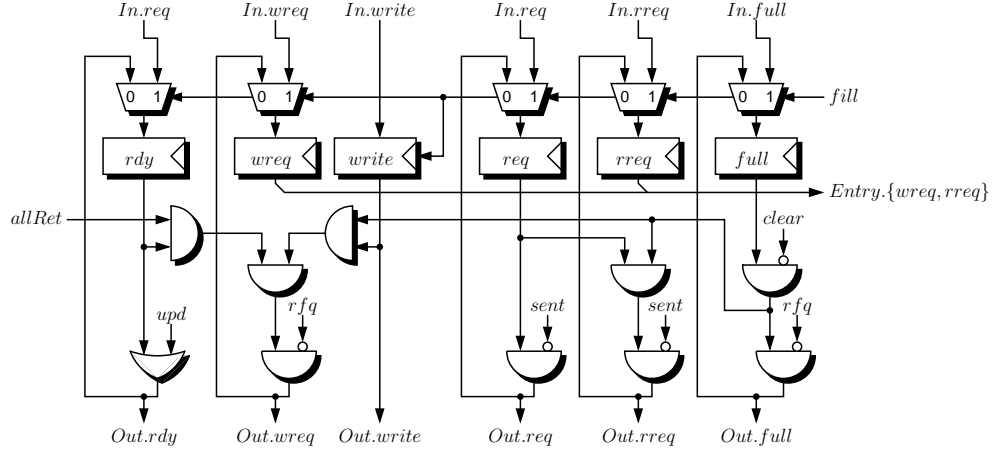 In.req In.wreq In.write In.req In.rreq In.full
0 1 0 1 0 1 0 1 0 1 fill
rdy wreq write req rreq full
Entry.{wreq, rreq}
allRet clear
upd rfq sent sent rfq
Out.rdy Out.wreq Out.write Out.req Out.rreq Out.full